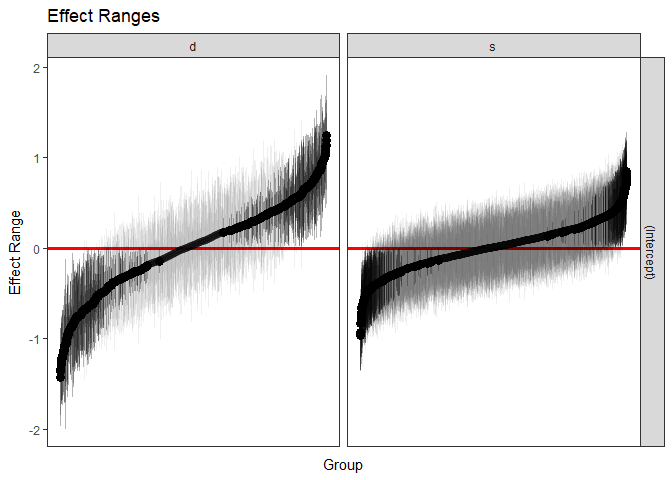 Effect Ranges
d
s
2
1
0
-1
-2
Effect Range
(Intercept)
Group